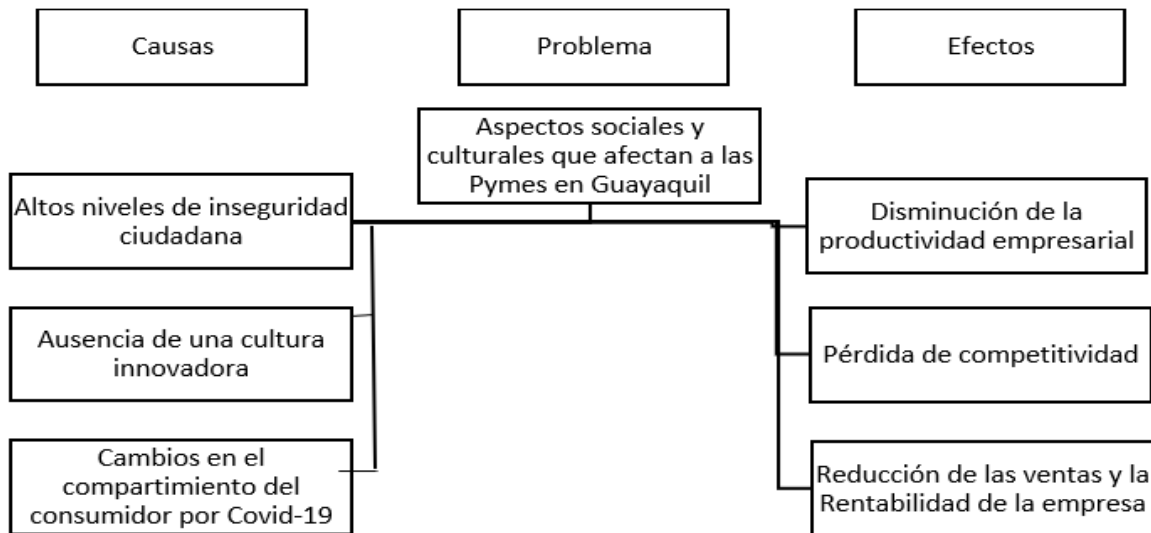 Causas
Problema
Efectos
Aspectos sociales y
culturales que afectan a las
Pymes en Guayaquil
Altos niveles de inseguridad
ciudadana
Disminución de la
productividad empresarial
Ausencia de una cultura
innovadora
Pérdida de competitividad
Cambios en el
compartimiento del
consumidor por Covid-19
Reducción de las ventas y la
Rentabilidad de la empresa